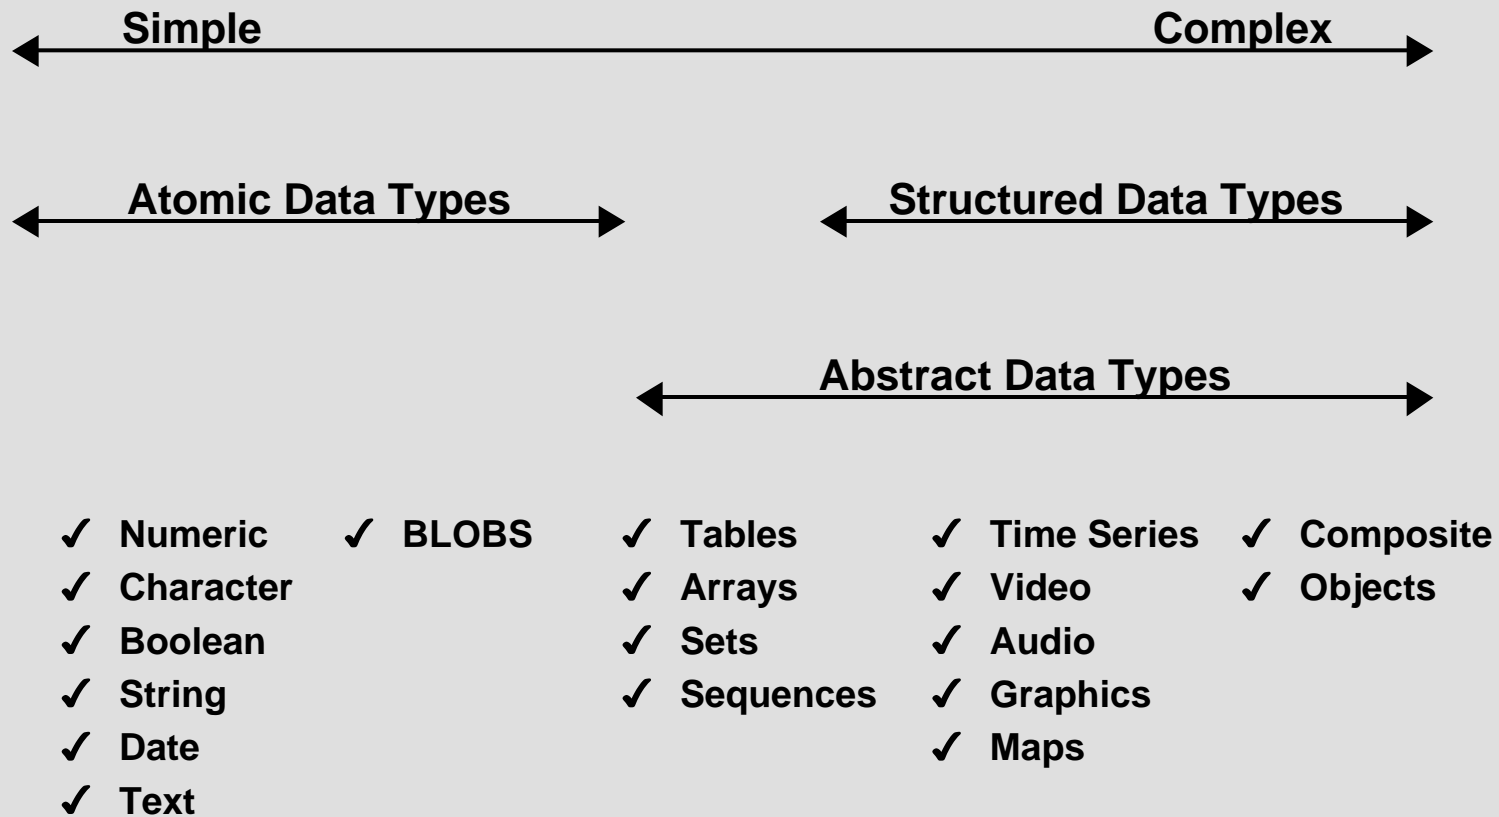 Simple Complex
Atomic Data Types Structured Data Types
Abstract Data Types
✓ Numeric ✓ BLOBS ✓ Tables ✓ Time Series ✓ Composite
✓ Character ✓ Arrays ✓ Video ✓ Objects
✓ Boolean ✓ Sets ✓ Audio
✓ String ✓ Sequences ✓ Graphics
✓ Date ✓ Maps
✓ Text